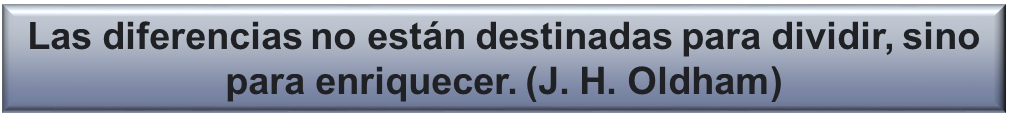 Las diferencias no están destinadas para dividir, sino
para enriquecer. (J. H. Oldham)